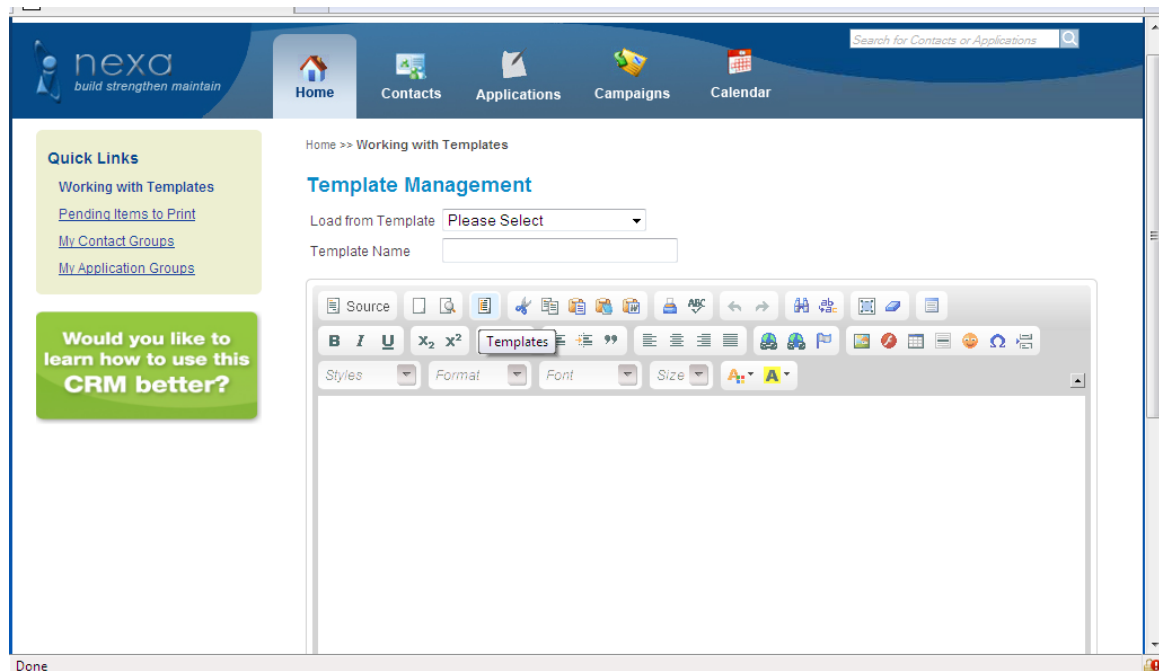 Search for Contacts or Applications
nexa
build strengthen maintain
Home Contacts Applications Campaigns Calendar
Home >> Working with Templates
Quick Links
Working with Templates
Pending Items to Print
My Contact Groups
My Application Groups
Would you like to
learn how to use this
CRM better?
Template Management
Load from Template Please Select
Template Name
Source ABC
B I U X₂ X² Templates
Styles Format Font Size A A
Done